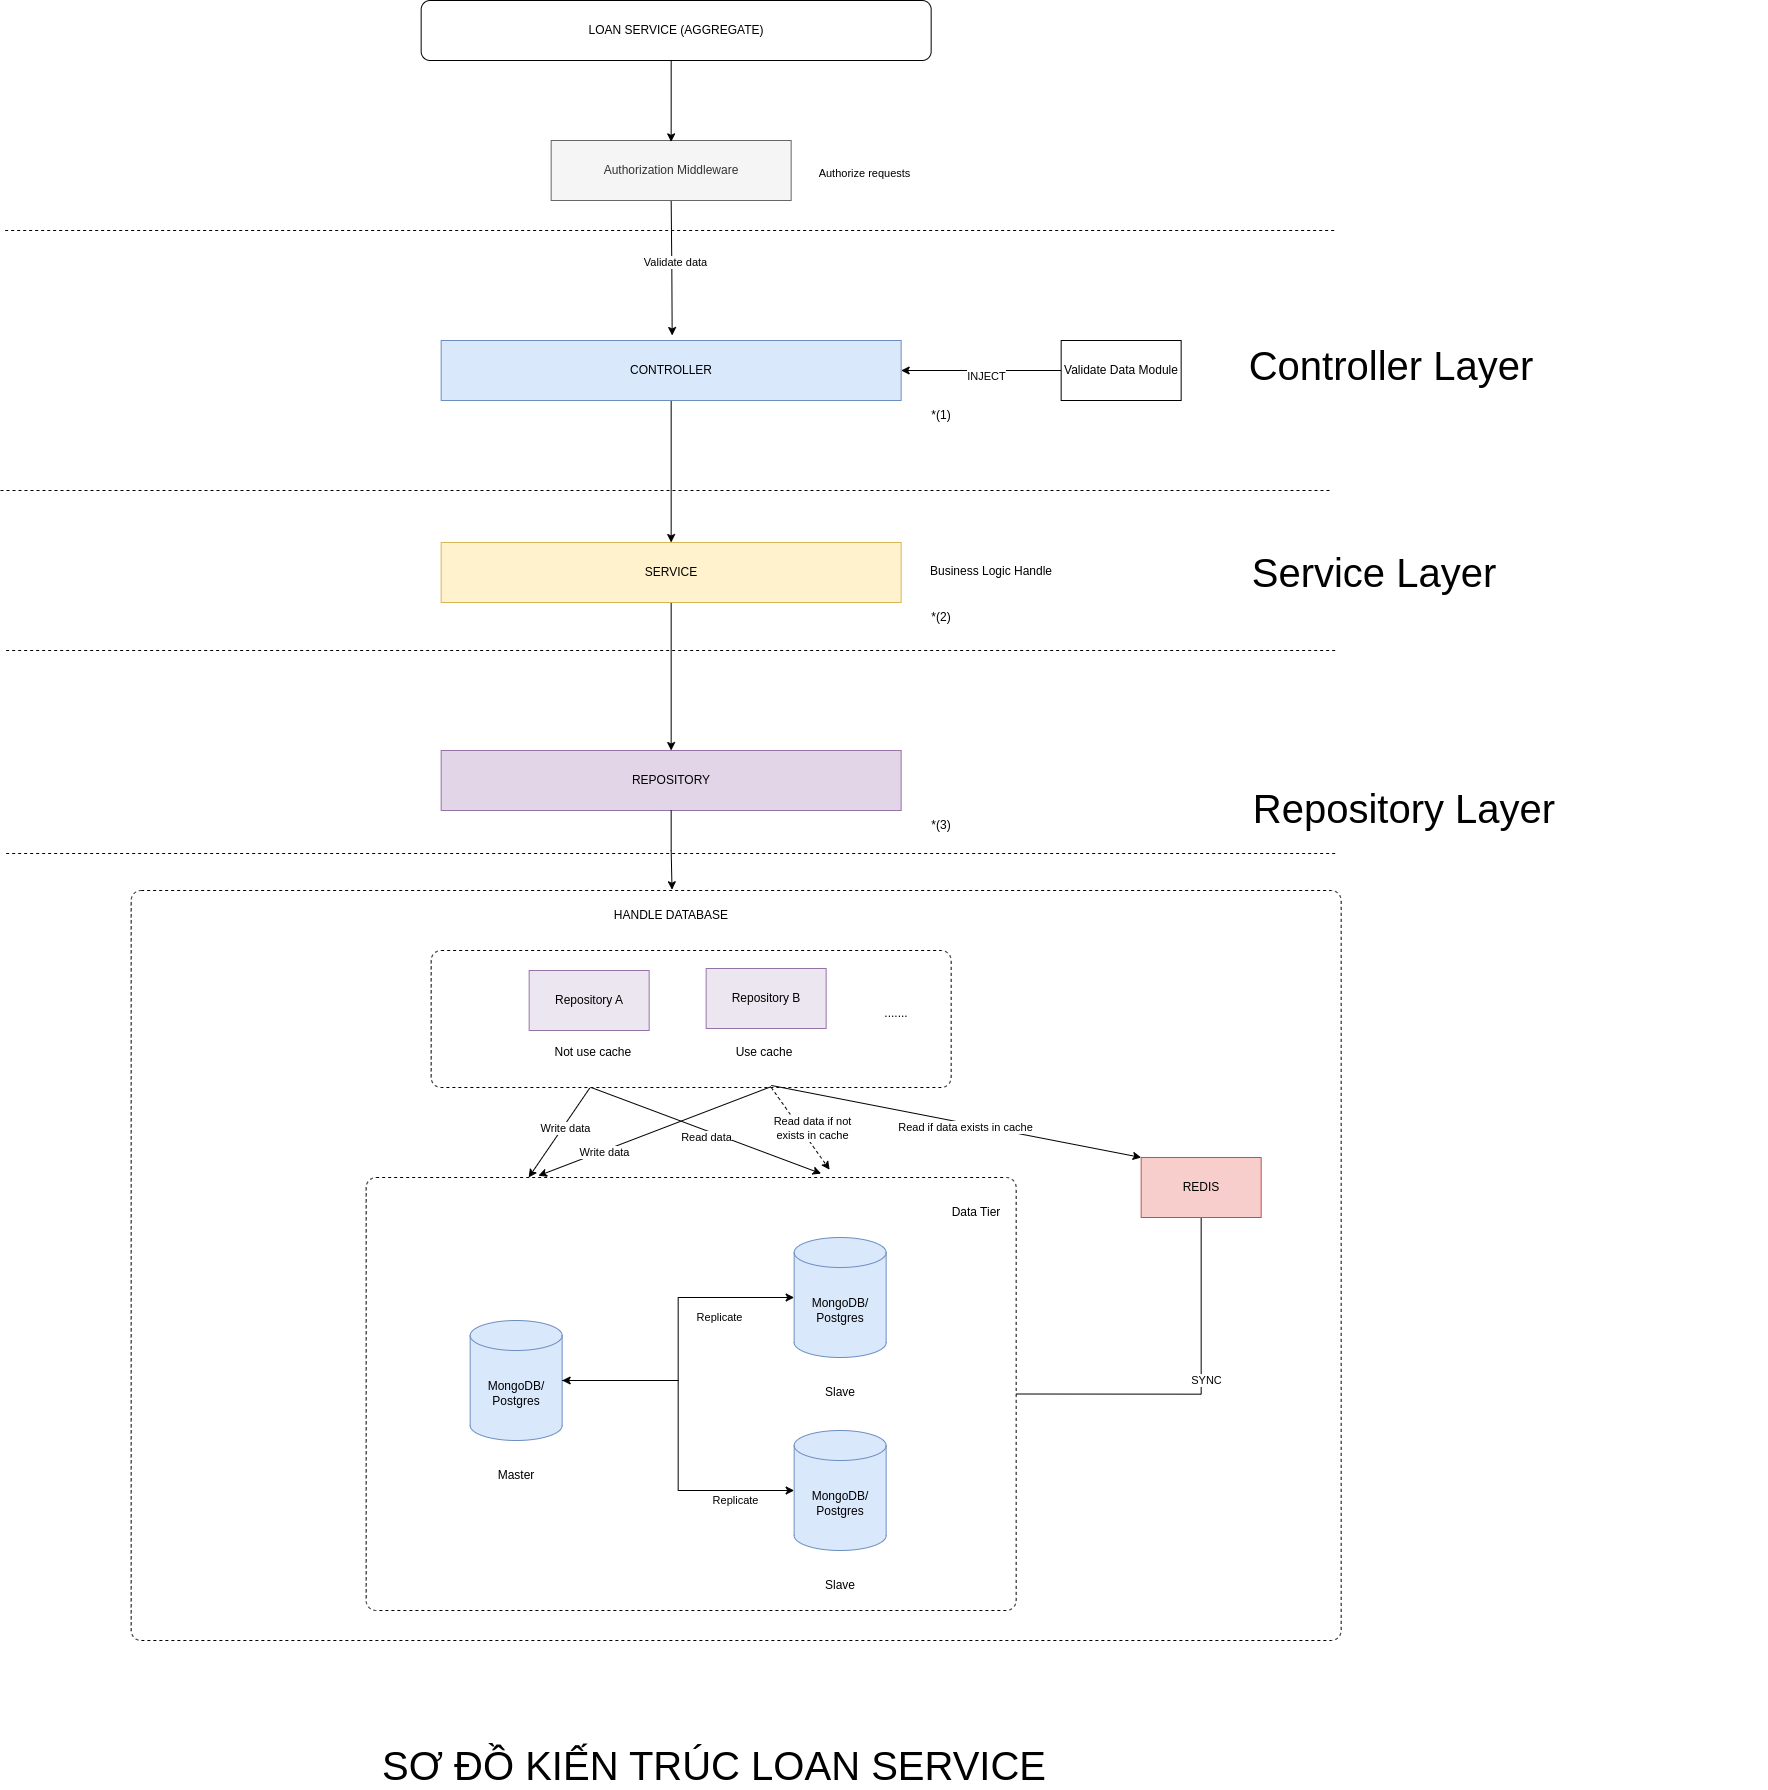 LOAN SERVICE (AGGREGATE)
Authorization Middleware
Authorize requests
Validate data
CONTROLLER
INJECT
Validate Data Module
Controller Layer
*(1)
SERVICE
Business Logic Handle
Service Layer
*(2)
REPOSITORY
Repository Layer
*(3)
HANDLE DATABASE
Repository A
Repository B
.......
Not use cache
Use cache
Write data
Write data
Read data
Read data if not
exists in cache
Read if data exists in cache
REDIS
Data Tier
MongoDB/
Postgres
Slave
Replicate
MongoDB/
Postgres
Master
SYNC
Replicate
MongoDB/
Postgres
Slave
SƠ ĐỒ KIẾN TRÚC LOAN SERVICE